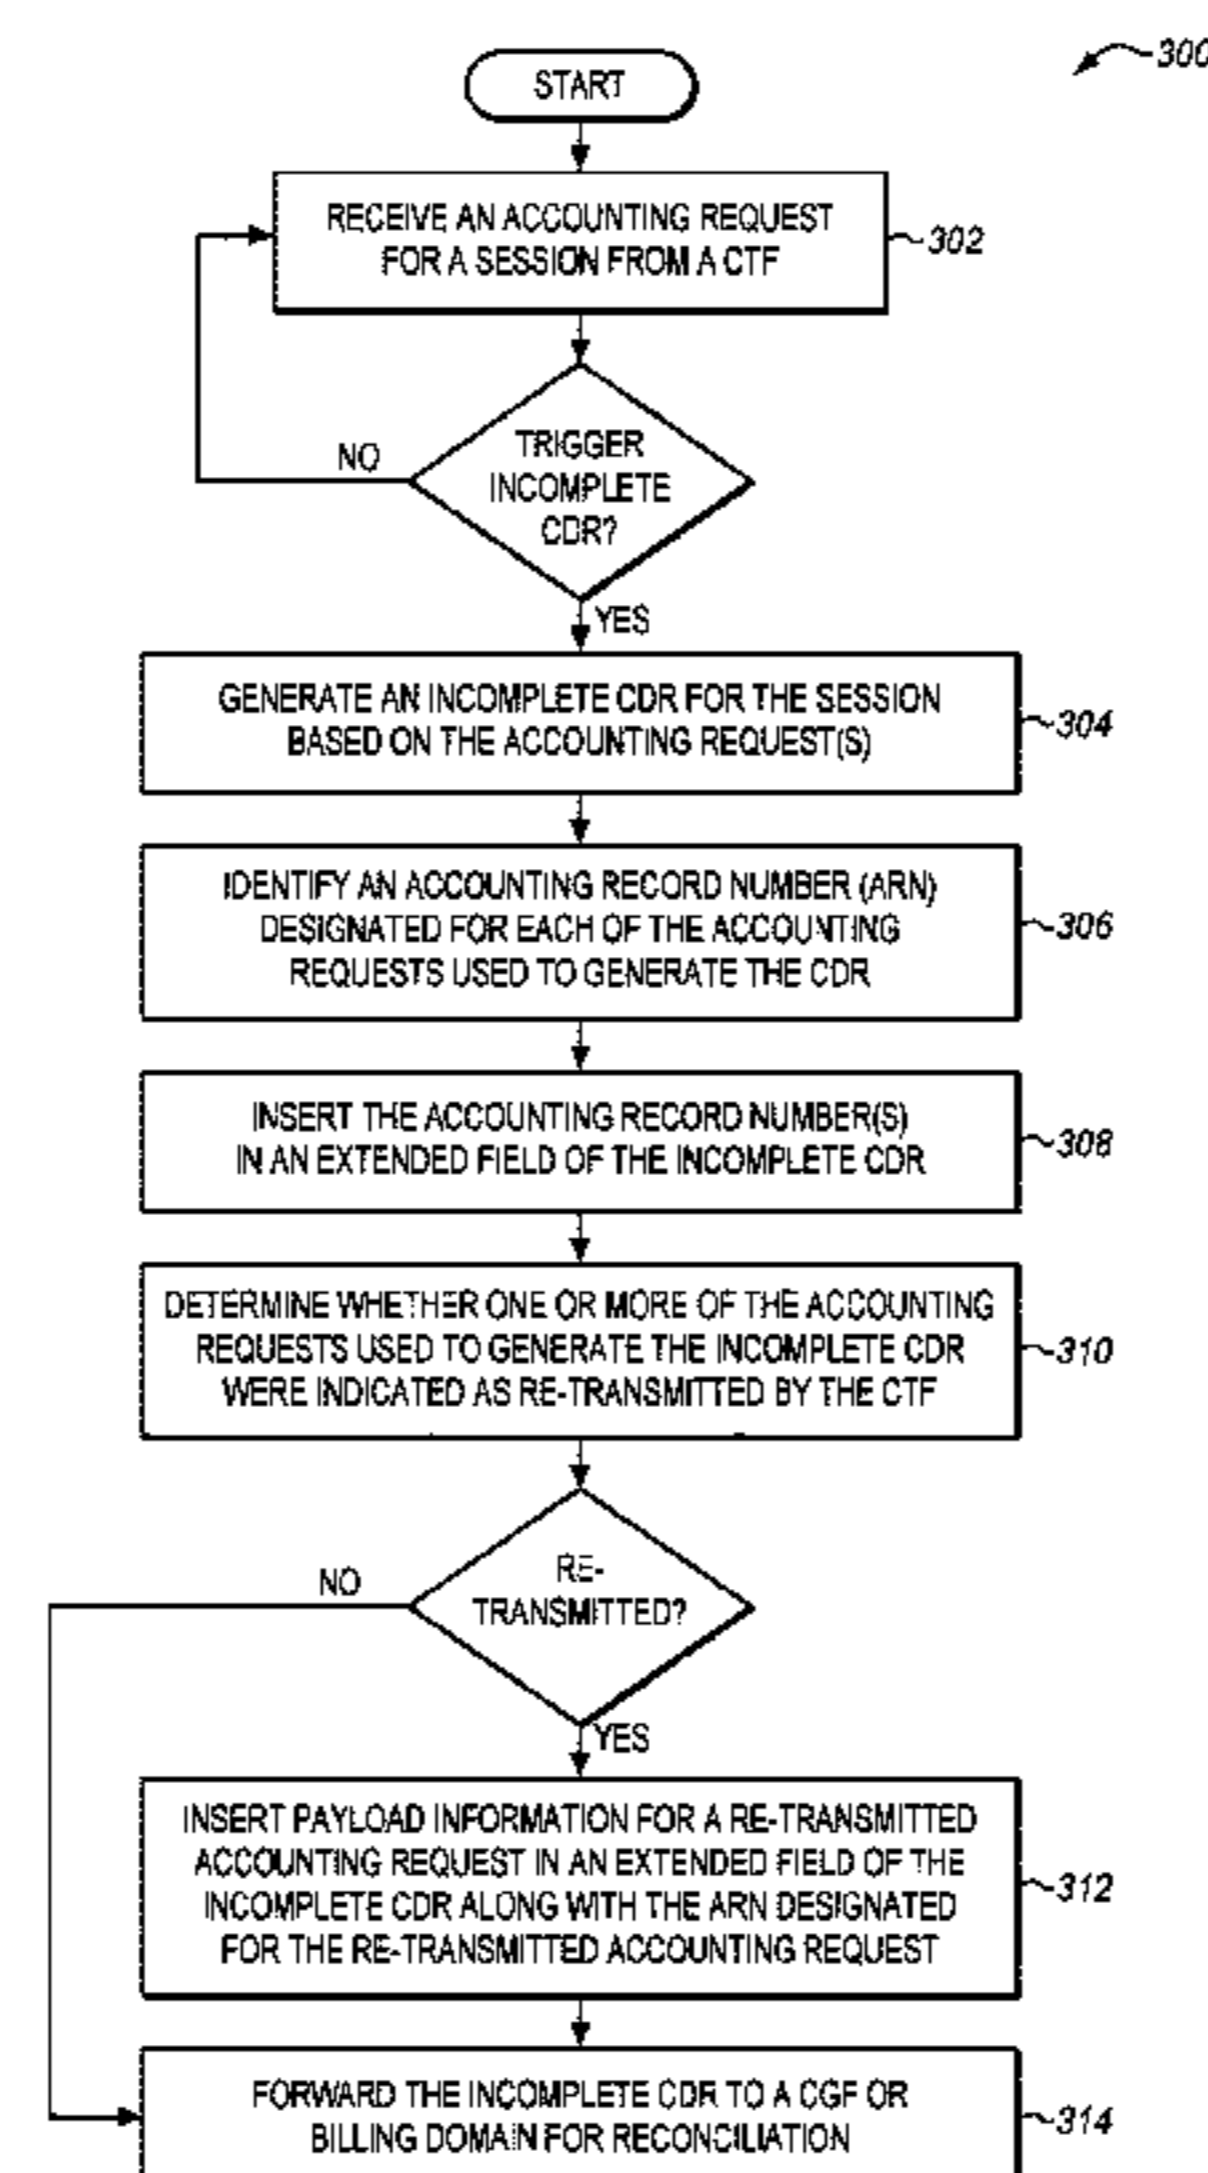 300
START
RECEIVE AN ACCOUNTING REQUEST
FOR A SESSION FROM A CTF
302
TRIGGER
INCOMPLETE
CDR?
NO
YES
GENERATE AN INCOMPLETE CDR FOR THE SESSION
BASED ON THE ACCOUNTING REQUEST(S)
304
IDENTIFY AN ACCOUNTING RECORD NUMBER (ARN)
DESIGNATED FOR EACH OF THE ACCOUNTING
REQUESTS USED TO GENERATE THE CDR
306
INSERT THE ACCOUNTING RECORD NUMBER(S)
IN AN EXTENDED FIELD OF THE INCOMPLETE CDR
308
DETERMINE WHETHER ONE OR MORE OF THE ACCOUNTING
REQUESTS USED TO GENERATE THE INCOMPLETE CDR
WERE INDICATED AS RE-TRANSMITTED BY THE CTF
310
RE-
TRANSMITTED?
NO
YES
INSERT PAYLOAD INFORMATION FOR A RE-TRANSMITTED
ACCOUNTING REQUEST IN AN EXTENDED FIELD OF THE
INCOMPLETE CDR ALONG WITH THE ARN DESIGNATED
FOR THE RE-TRANSMITTED ACCOUNTING REQUEST
312
FORWARD THE INCOMPLETE CDR TO A CGF OR
BILLING DOMAIN FOR RECONCILIATION
314